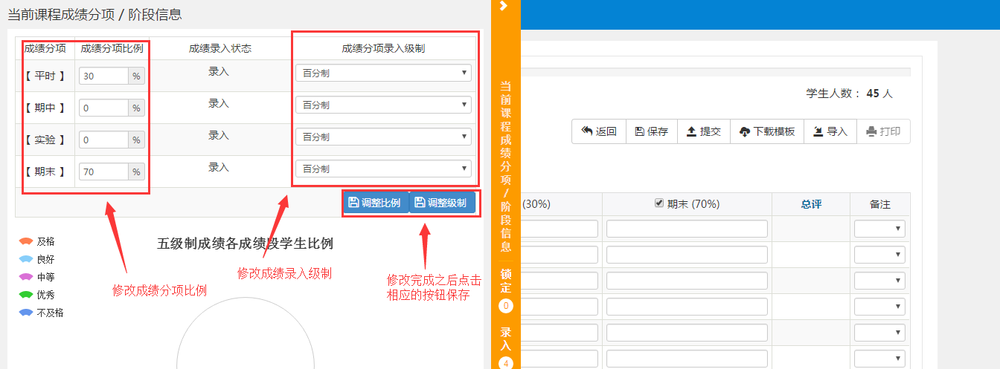 当前课程成绩分项 / 阶段信息
成绩分项 成绩分项比例 成绩录入状态 成绩分项录入级制
【 平时 】 30 % 录入 百分制
【 期中 】 0 % 录入 百分制
【 实验 】 0 % 录入 百分制
【 期末 】 70 % 录入 百分制
调整比例 调整级制
五级制成绩各成绩段学生比例
及格
良好
中等
优秀
不及格
修改成绩分项比例
修改成绩录入级制
修改完成之后点击
相应的按钮保存
当前课程成绩分项/阶段信息
锁定
0
录入
4
学生人数： 45 人
返回 保存 提交 下载模板 导入 打印
(30%) 期末 (70%) 总评 备注